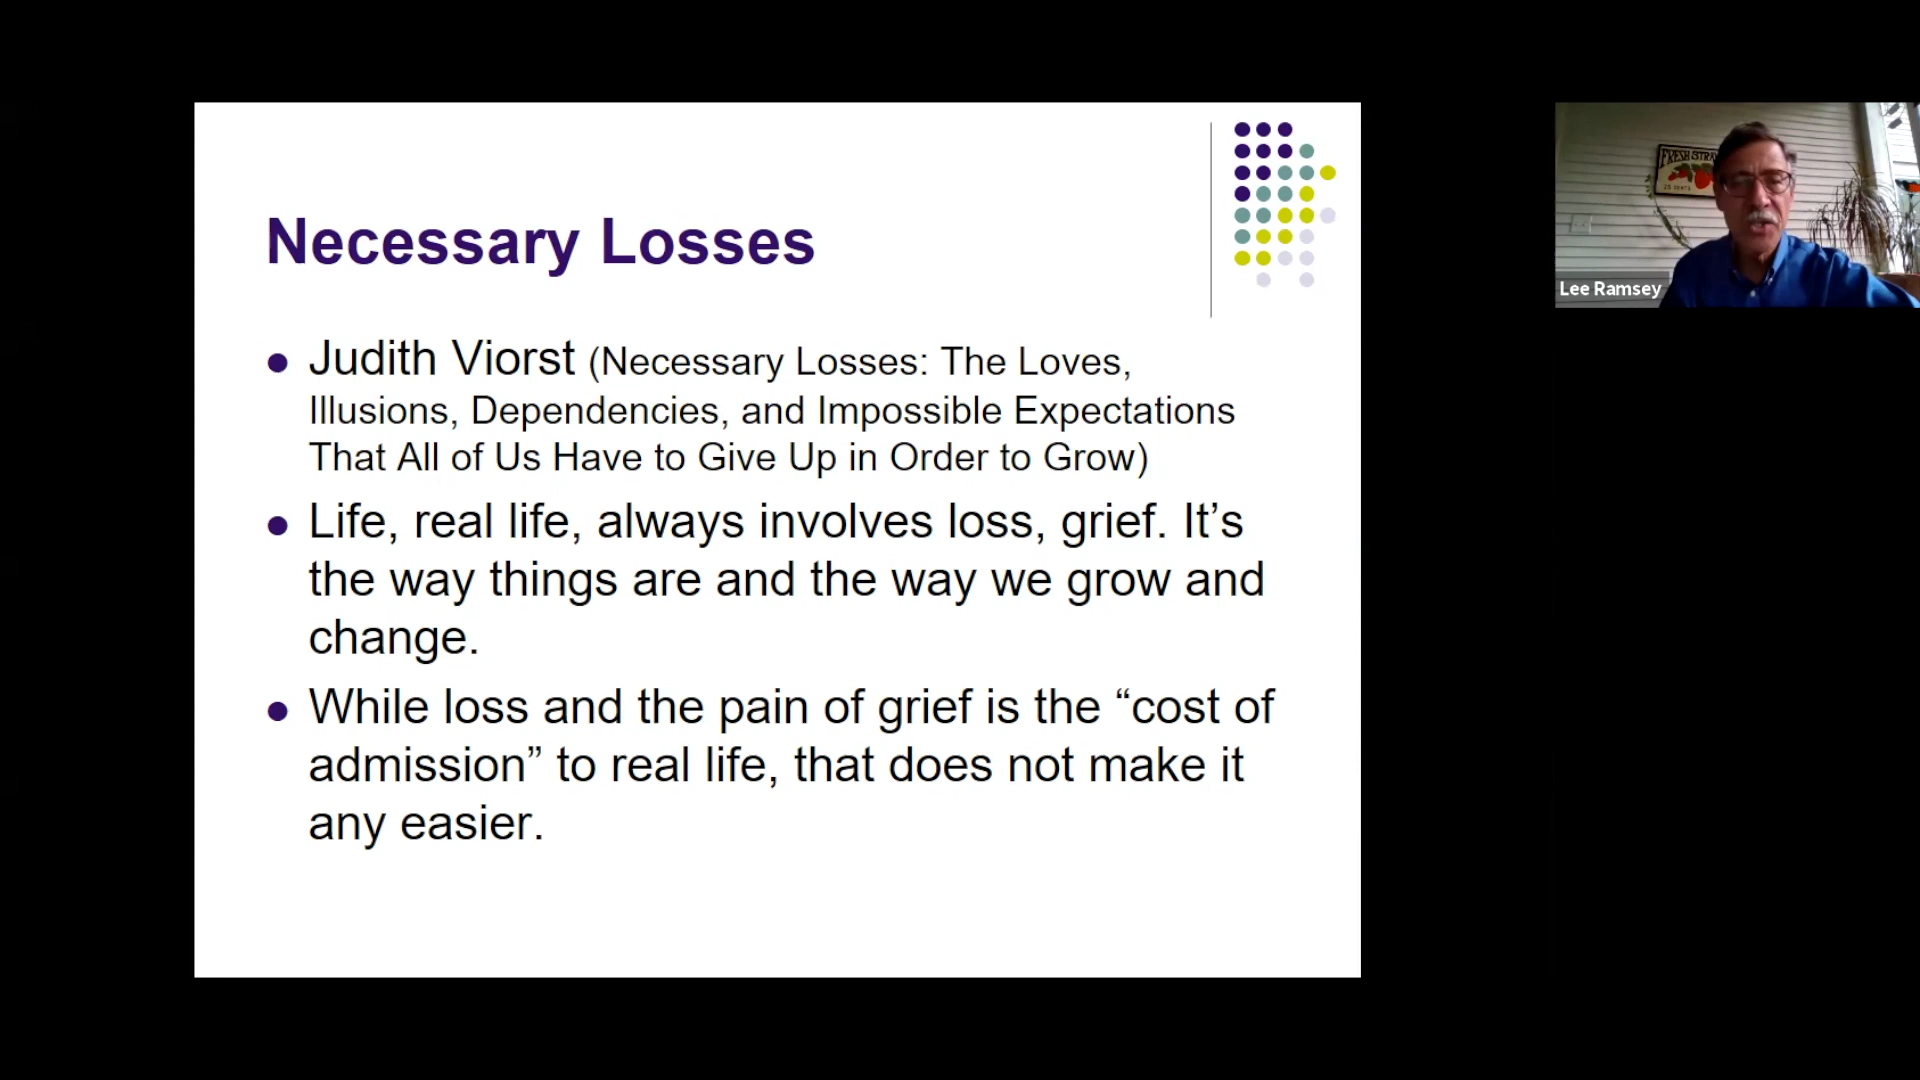 Necessary Losses
Judith Viorst (Necessary Losses: The Loves,
Illusions, Dependencies, and Impossible Expectations
That All of Us Have to Give Up in Order to Grow)
Life, real life, always involves loss, grief. It’s
the way things are and the way we grow and
change.
While loss and the pain of grief is the “cost of
admission” to real life, that does not make it
any easier.
FRESH
Lee Ramsey